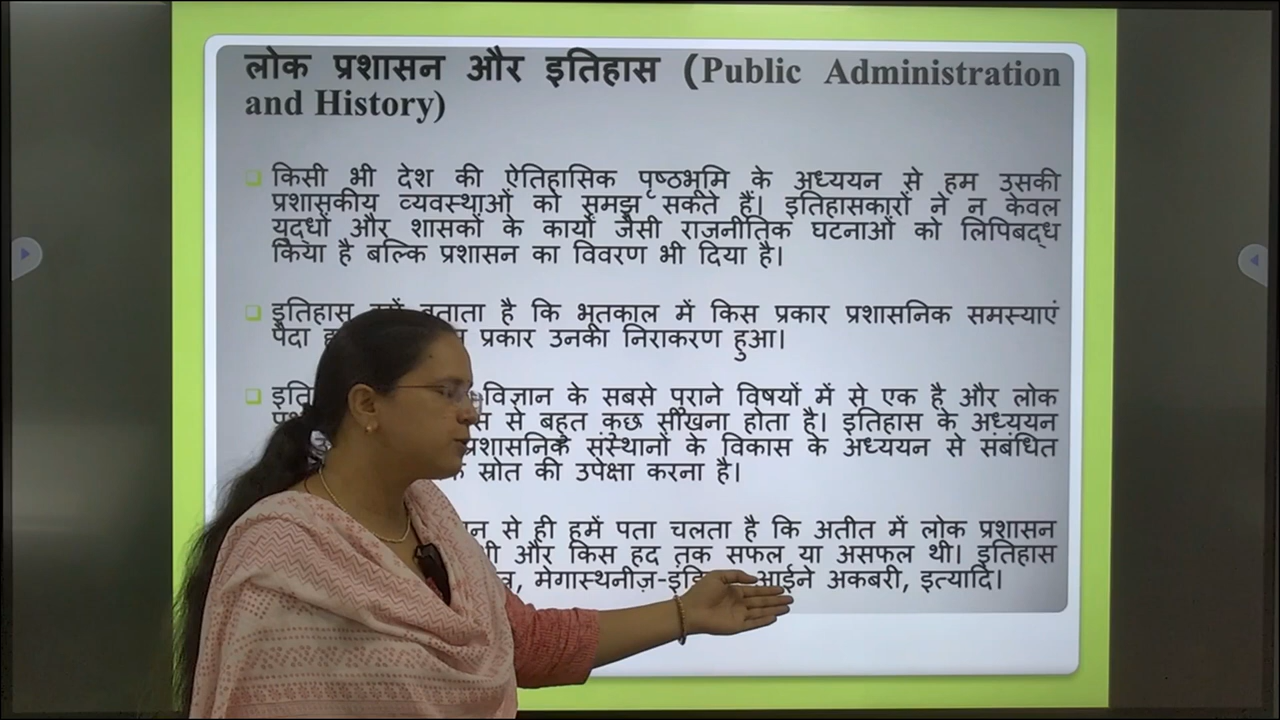 लोक प्रशासन और इतिहास (Public Administration
and History)
किसी भी देश की ऐतिहासिक पृष्ठभूमि के अध्ययन से हम उसकी
प्रशासकीय व्यवस्थाओं को समझ सकते हैं। इतिहासकारों ने न केवल
युद्धों और शासकों के कार्यों जैसी राजनीतिक घटनाओं को लिपिबद्ध
किया है बल्कि प्रशासन का विवरण भी दिया है।
इतिहास बताता है कि भूतकाल में किस प्रकार प्रशासनिक समस्याएं
पैदा प्रकार उनका निराकरण हुआ।
विज्ञान के सबसे पुराने विषयों में से एक है और लोक
से बहुत कुछ सीखना होता है। इतिहास के अध्ययन
प्रशासनिक संस्थानों के विकास के अध्ययन से संबंधित
स्रोत की उपेक्षा करना है।
से ही हमें पता चलता है कि अतीत में लोक प्रशासन
और किस हद तक सफल या असफल थी। इतिहास
मेगास्थनीज़- आईने अकबरी, इत्यादि।